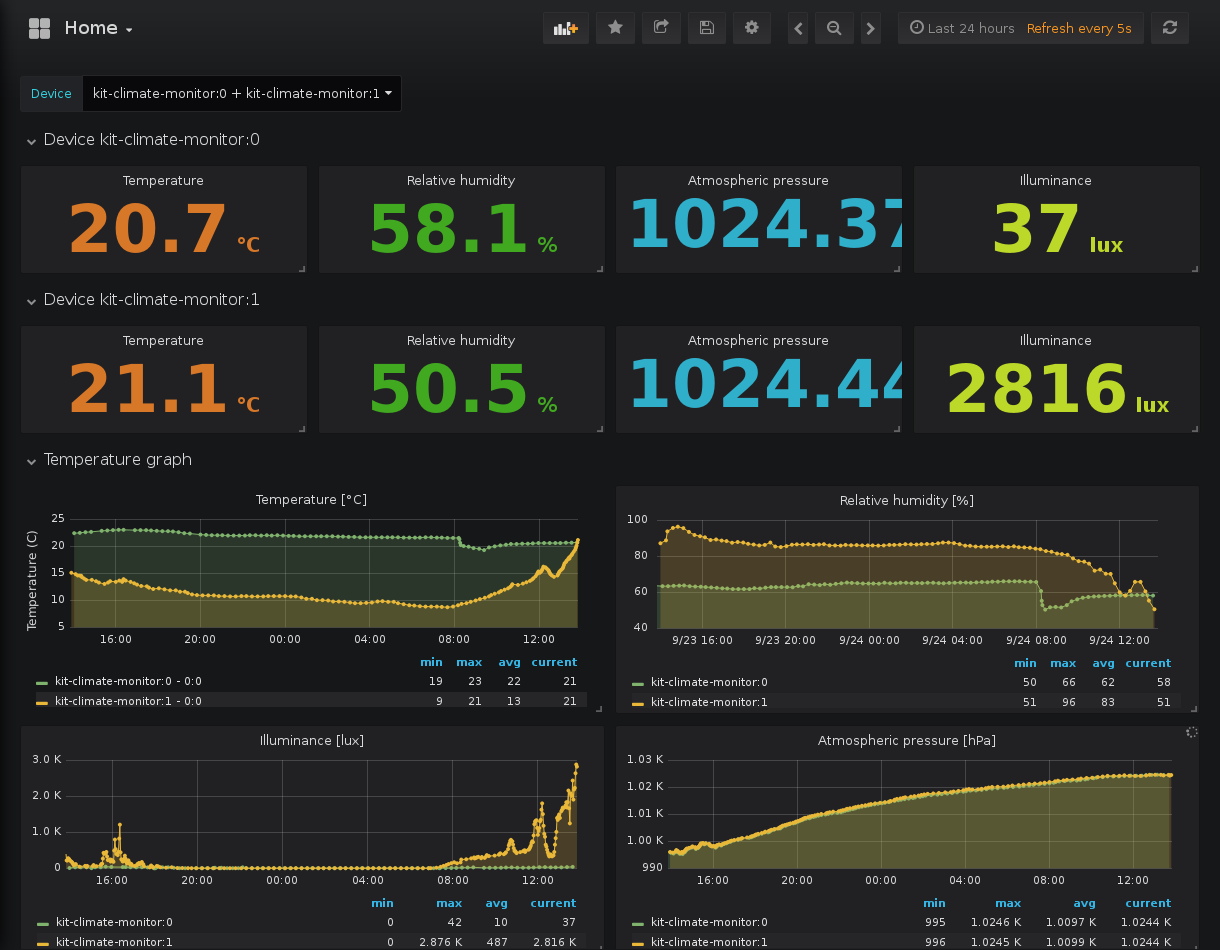 Home
Last 24 hours Refresh every 5s
Device kit-climate-monitor:0 + kit-climate-monitor:1
Device kit-climate-monitor:0
Temperature Relative humidity Atmospheric pressure Illuminance
20.7 °C 58.1 % 1024.37 37 lux
Device kit-climate-monitor:1
Temperature Relative humidity Atmospheric pressure Illuminance
21.1 °C 50.5 % 1024.44 2816 lux
Temperature graph
Temperature [°C]
Temperature (C)
25
20
15
10
5
16:00 20:00 00:00 04:00 08:00 12:00
min max avg current
kit-climate-monitor:0 - 0:0 19 23 22 21
kit-climate-monitor:1 - 0:0 9 21 13 21
Relative humidity [%]
100
80
60
40
9/23 16:00 9/23 20:00 9/24 00:00 9/24 04:00 9/24 08:00 9/24 12:00
min max avg current
kit-climate-monitor:0 50 66 62 58
kit-climate-monitor:1 51 96 83 51
Illuminance [lux]
3.0 K
2.0 K
1.0 K
0
16:00 20:00 00:00 04:00 08:00 12:00
min max avg current
kit-climate-monitor:0 0 42 10 37
kit-climate-monitor:1 0 2.876 K 487 2.816 K
Atmospheric pressure [hPa]
1.03 K
1.02 K
1.01 K
1.00 K
990
16:00 20:00 00:00 04:00 08:00 12:00
min max avg current
kit-climate-monitor:0 995 1.0246 K 1.0097 K 1.0244 K
kit-climate-monitor:1 996 1.0245 K 1.0099 K 1.0244 K